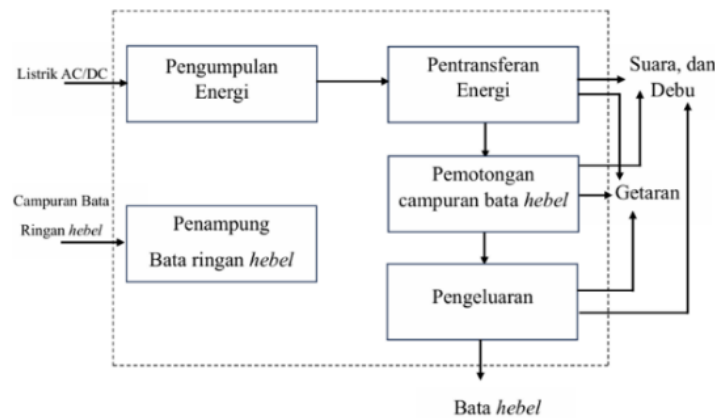 Listrik AC/DC
Pengumpulan
Energi
Pentransferan
Energi
Suara, dan
Debu
Pemotongan
campuran bata hebel
Getaran
Campuran Bata
Ringan hebel
Penampung
Bata ringan hebel
Pengeluaran
Bata hebel